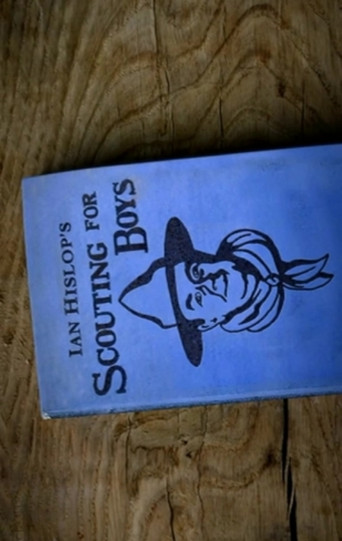 IAN HISLOP'S
SCOUTING FOR
BOYS